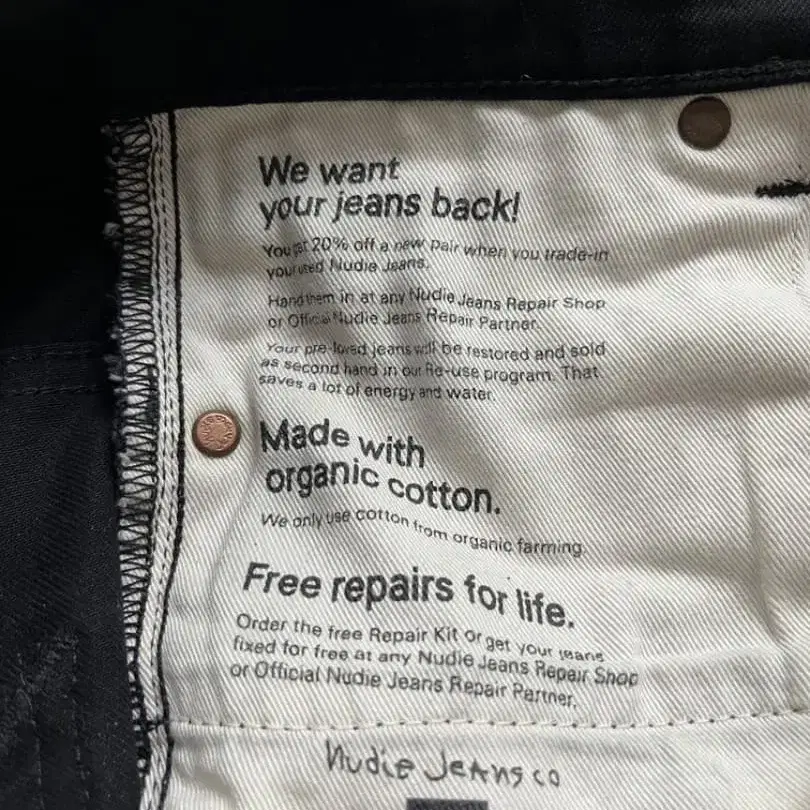 We want
your jeans back!
You get 20% off a new pair when you trade-in
your used Nudie Jeans.
Hand them in at any Nudie Jeans Repair Shop
or Official Nudie Jeans Repair Partner.
Your pre-loved jeans will be restored and sold
as second hand in our Re-use program. That
saves a lot of energy and water.
Made with
organic cotton.
We only use cotton from organic farming.
Free repairs for life.
Order the free Repair Kit or get your jeans
fixed for free at any Nudie Jeans Repair Shop
or Official Nudie Jeans Repair Partner.
Nudie Jeans co